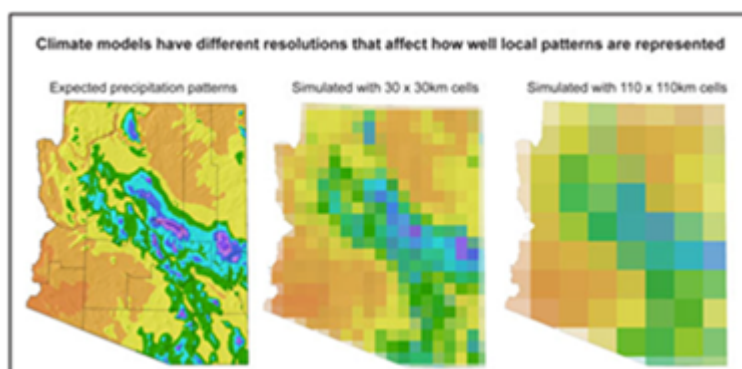 Climate models have different resolutions that affect how well local patterns are represented
Expected precipitation patterns
Simulated with 30 x 30km cells
Simulated with 110 x 110km cells